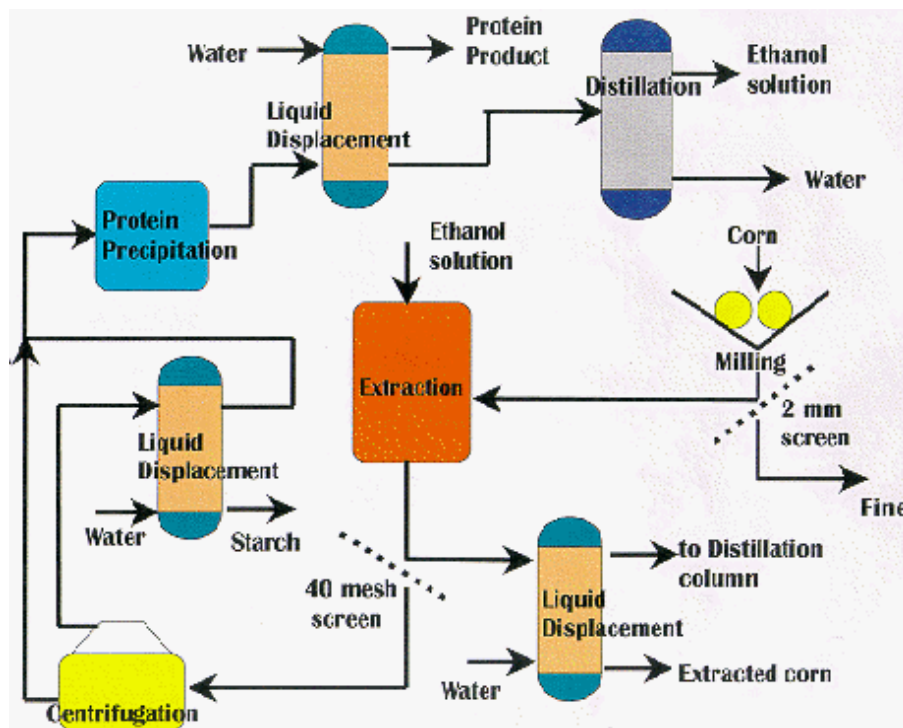 Protein
Product
Water
Liquid
Displacement
Distillation
Ethanol
solution
Water
Protein
Precipitation
Ethanol
solution
Corn
Milling
2 mm
screen
Fine
Extraction
Liquid
Displacement
Water
Starch
40 mesh
screen
to Distillation
column
Liquid
Displacement
Water
Extracted corn
Centrifugation